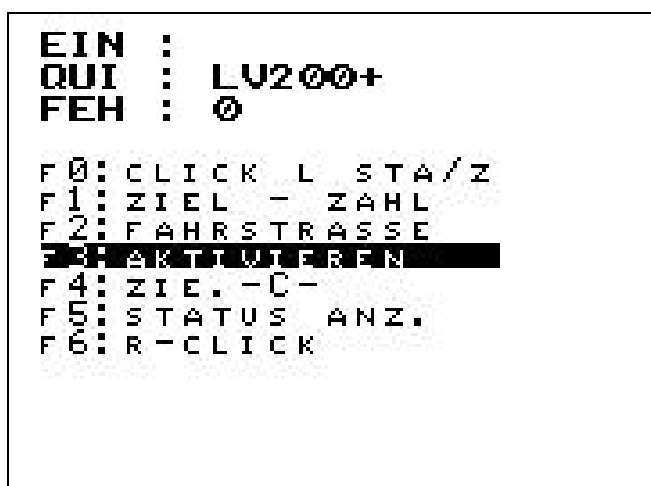 EIN :
QUI : LV200+
FEH : 0
F0: CLICK L STA/Z
F1: ZIEL - ZAHL
F2: FAHRSTRASSE
F3: AKTIVIEREN
F4: ZIE. -C-
F5: STATUS ANZ.
F6: R-CLICK